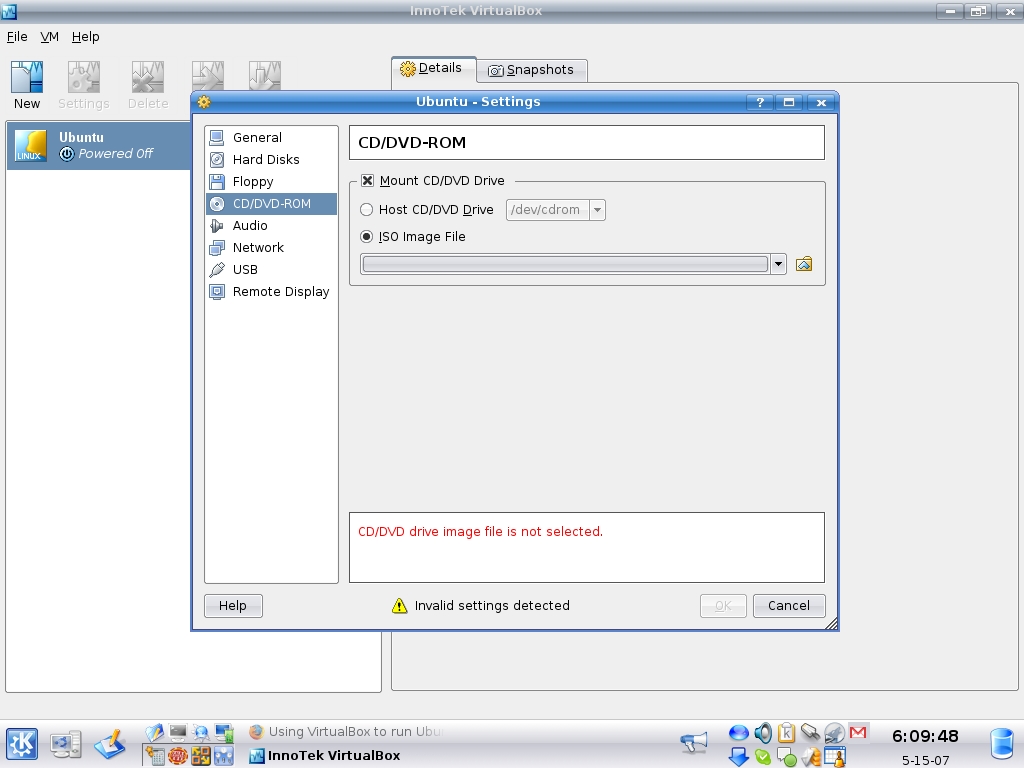 InnoTek VirtualBox
File VM Help
New Settings Delete
Details Snapshots
Ubuntu
Powered Off
LINUX
Ubuntu - Settings
General
Hard Disks
Floppy
CD/DVD-ROM
Audio
Network
USB
Remote Display
CD/DVD-ROM
Mount CD/DVD Drive
Host CD/DVD Drive /dev/cdrom
ISO Image File
CD/DVD drive image file is not selected.
Help Invalid settings detected OK Cancel
Using VirtualBox to run Ubu
InnoTek VirtualBox
6:09:48
5-15-07